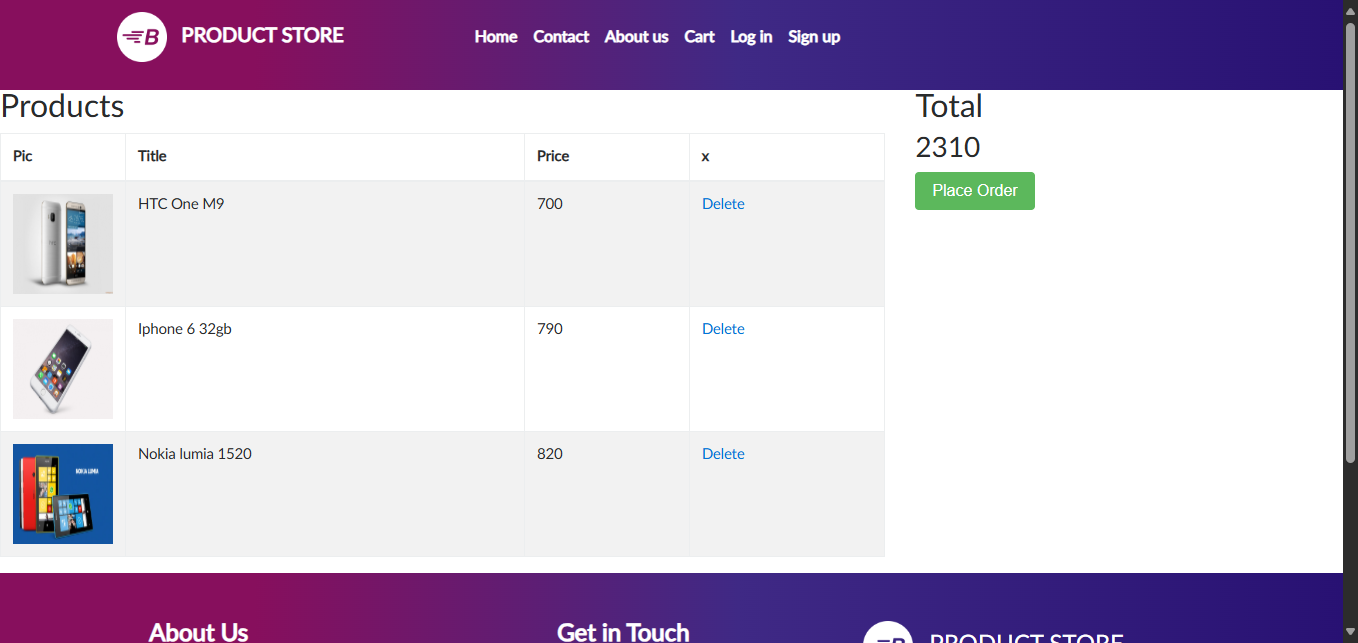 B PRODUCT STORE Home Contact About us Cart Log in Sign up
Products
Total
Pic Title Price x
2310
Place Order
HTC One M9 700 Delete
Iphone 6 32gb 790 Delete
Nokia lumia 1520 820 Delete
NOKIA LUMIA
About Us Get in Touch B PRODUCT STORE